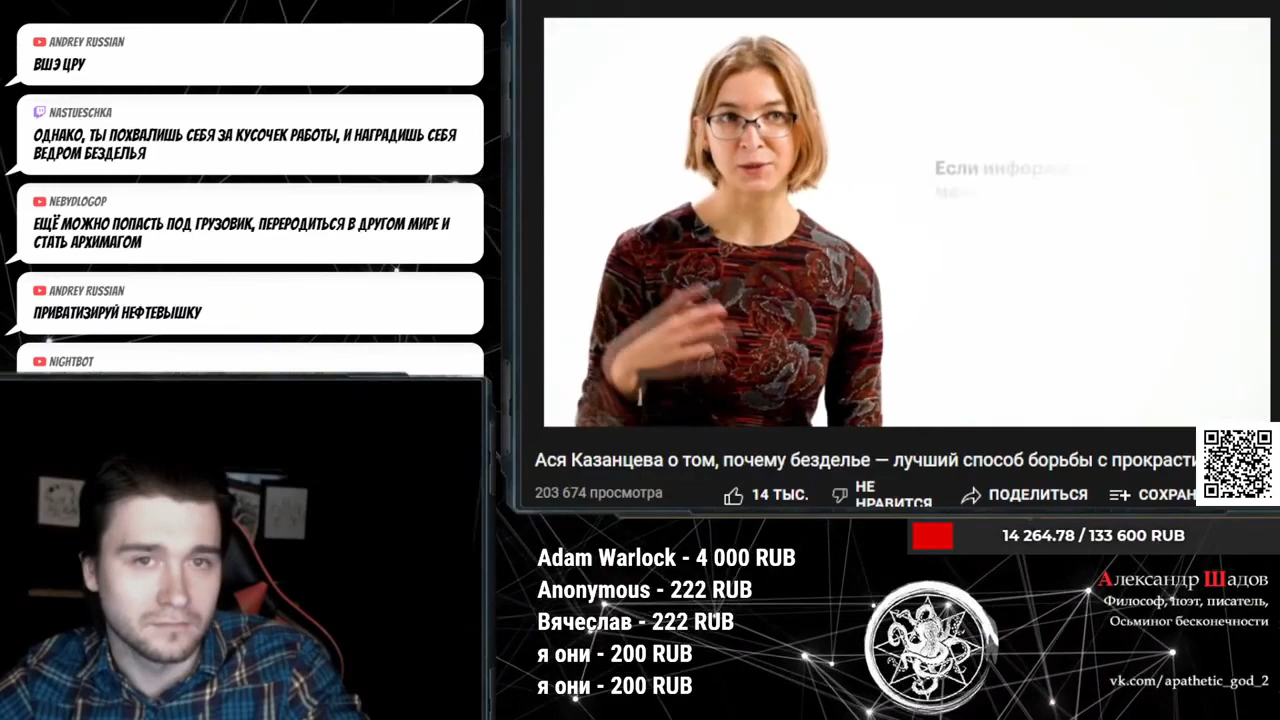 ANDREY RUSSIAN
ВШЭ ЦРУ
NASTUESCHKA
ОДНАКО, ТЫ ПОХВАЛИШЬ СЕБЯ ЗА КУСОЧЕК РАБОТЫ, И НАГРАДИШЬ СЕБЯ
ВЕДРОМ БЕЗДЕЛЬЯ
NEBYDLOGOP
ЕЩЁ МОЖНО ПОПАСТЬ ПОД ГРУЗОВИК, ПЕРЕРОДИТЬСЯ В ДРУГОМ МИРЕ И
СТАТЬ АРХИМАГОМ
ANDREY RUSSIAN
ПРИВАТИЗИРУЙ НЕФТЕВЫШКУ
NIGHTBOT
Если информ
Ася Казанцева о том, почему безделье — лучший способ борьбы с прокрасти
203 674 просмотра
14 ТЫС.
НЕ
НРАВИТСЯ
ПОДЕЛИТЬСЯ
СОХРАН
14 264.78 / 133 600 RUB
Adam Warlock - 4 000 RUB
Anonymous - 222 RUB
Вячеслав - 222 RUB
я они - 200 RUB
я они - 200 RUB
Александр Шадов
Философ, поэт, писатель,
Осьминог бесконечности
vk.com/apathetic_god_2